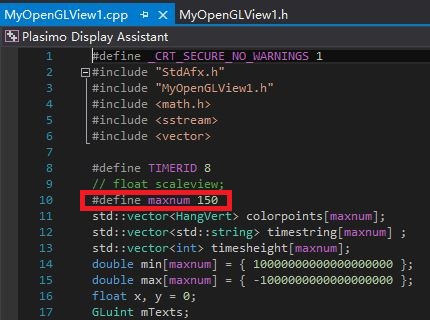 MyOpenGLView1.cpp MyOpenGLView1.h
Plasimo Display Assistant
1 #define _CRT_SECURE_NO_WARNINGS 1
2 #include "StdAfx.h"
3 #include "MyOpenGLView1.h"
4 #include <math.h>
5 #include <sstream>
6 #include <vector>
7
8 #define TIMERID 8
9 // float scaleview;
10 #define maxnum 150
11 std::vector<HangVert> colorpoints[maxnum];
12 std::vector<std::string> timestring[maxnum] ;
13 std::vector<int> timesheight[maxnum];
14 double min[maxnum] = { 10000000000000000000 };
15 double max[maxnum] = { -10000000000000000000 };
16 float x, y = 0;
17 GLuint mTexts;